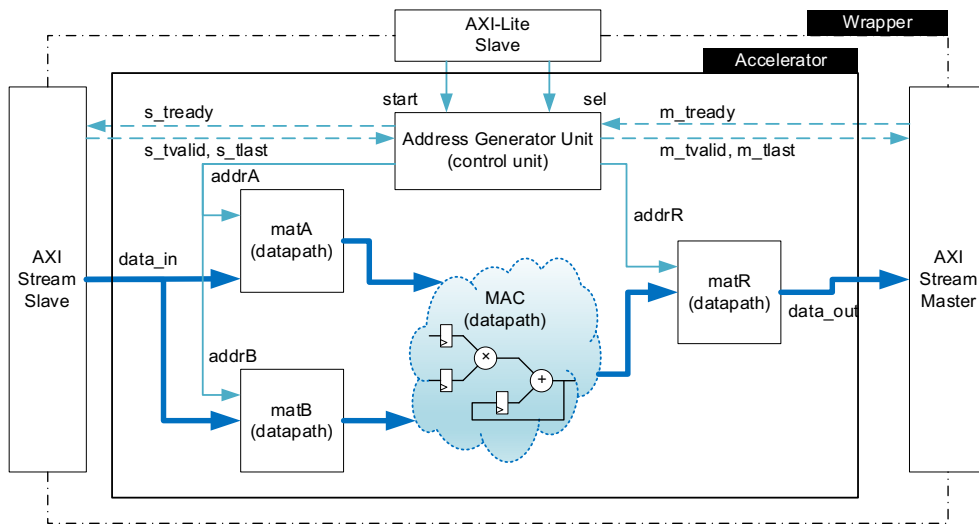 AXI-Lite
Slave
Wrapper
Accelerator
start
sel
s_tready
m_tready
Address Generator Unit
(control unit)
s_tvalid, s_tlast
m_tvalid, m_tlast
addrA
addrR
matA
(datapath)
AXI
Stream
Slave
data_in
MAC
(datapath)
×
+
matR
(datapath)
data_out
AXI
Stream
Master
addrB
matB
(datapath)